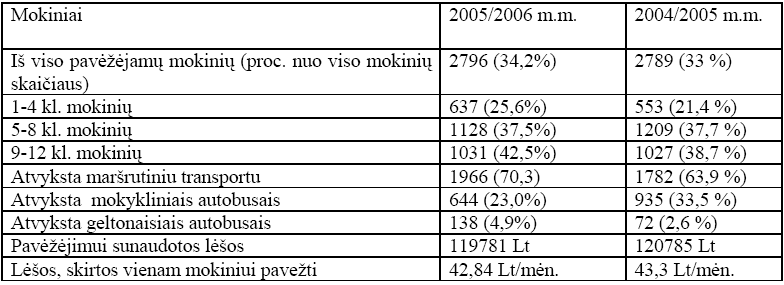 Mokiniai 2005/2006 m.m. 2004/2005 m.m.
Iš viso pavėžėjamų mokinių (proc. nuo viso mokinių 2796 (34,2%) 2789 (33 %)
skaičiaus)
1-4 kl. mokinių 637 (25,6%) 553 (21,4 %)
5-8 kl. mokinių 1128 (37,5%) 1209 (37,7 %)
9-12 kl. mokinių 1031 (42,5%) 1027 (38,7 %)
Atvyksta maršrutiniu transportu 1966 (70,3) 1782 (63,9 %)
Atvyksta mokykliniais autobusais 644 (23,0%) 935 (33,5 %)
Atvyksta geltonaisiais autobusais 138 (4,9%) 72 (2,6 %)
Pavėžėjimui sunaudotos lėšos 119781 Lt 120785 Lt
Lėšos, skirtos vienam mokiniui pavežti 42,84 Lt/mėn. 43,3 Lt/mėn.